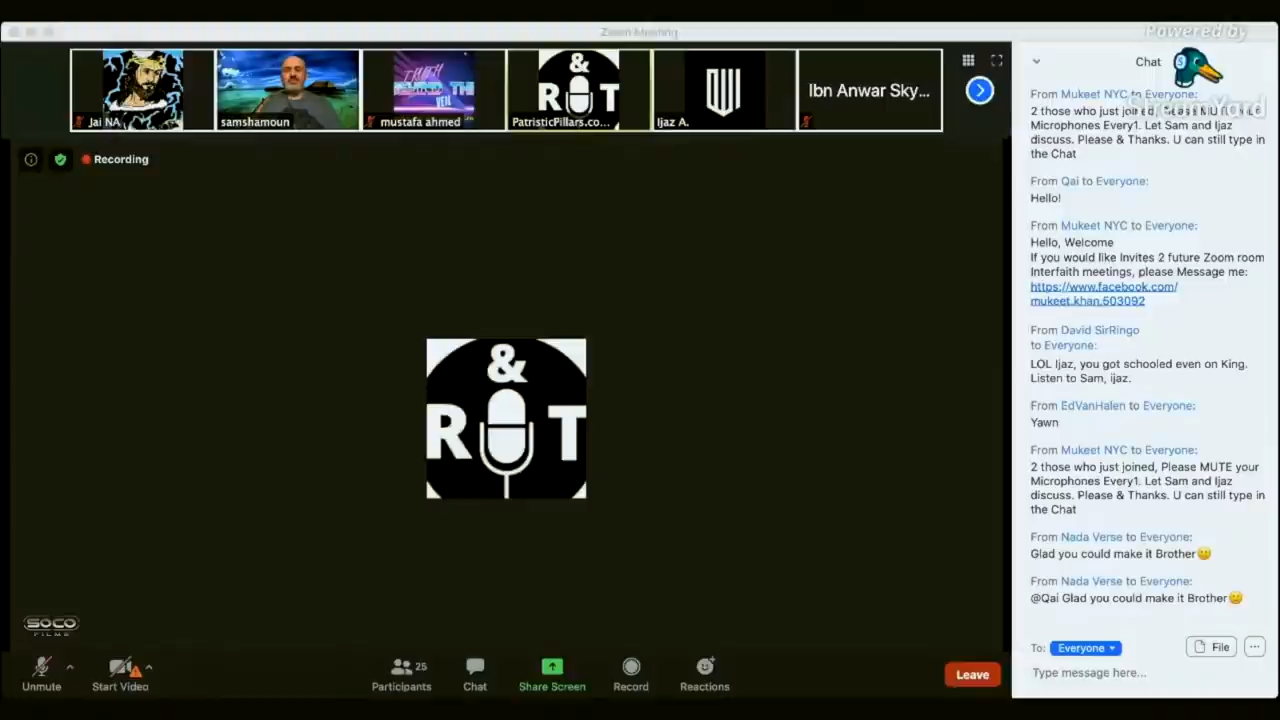 Zoom Meeting
Powered by
StreamYard
Jai NA
samshamoun
TRUTH
BEHIND THE
VEIL
mustafa ahmed
&
R T
PatristicPillars.co...
Ijaz A.
Ibn Anwar Sky...
Recording
&
R T
SOCO
FILMS
Chat
From Mukeet NYC to Everyone:
2 those who just joined, Please MUTE
Microphones Every1. Let Sam and Ijaz
discuss. Please & Thanks. U can still type in
the Chat
From Qai to Everyone:
Hello!
From Mukeet NYC to Everyone:
Hello, Welcome
If you would like Invites 2 future Zoom room
Interfaith meetings, please Message me:
https://www.facebook.com/
mukeet.khan.503092
From David SirRingo
to Everyone:
LOL Ijaz, you got schooled even on King.
Listen to Sam, ijaz.
From EdVanHalen to Everyone:
Yawn
From Mukeet NYC to Everyone:
2 those who just joined, Please MUTE your
Microphones Every1. Let Sam and Ijaz
discuss. Please & Thanks. U can still type in
the Chat
From Nada Verse to Everyone:
Glad you could make it Brother
From Nada Verse to Everyone:
@Qai Glad you could make it Brother
To: Everyone
File
Type message here...
Unmute
Start Video
25
Participants
Chat
Share Screen
Record
Reactions
Leave